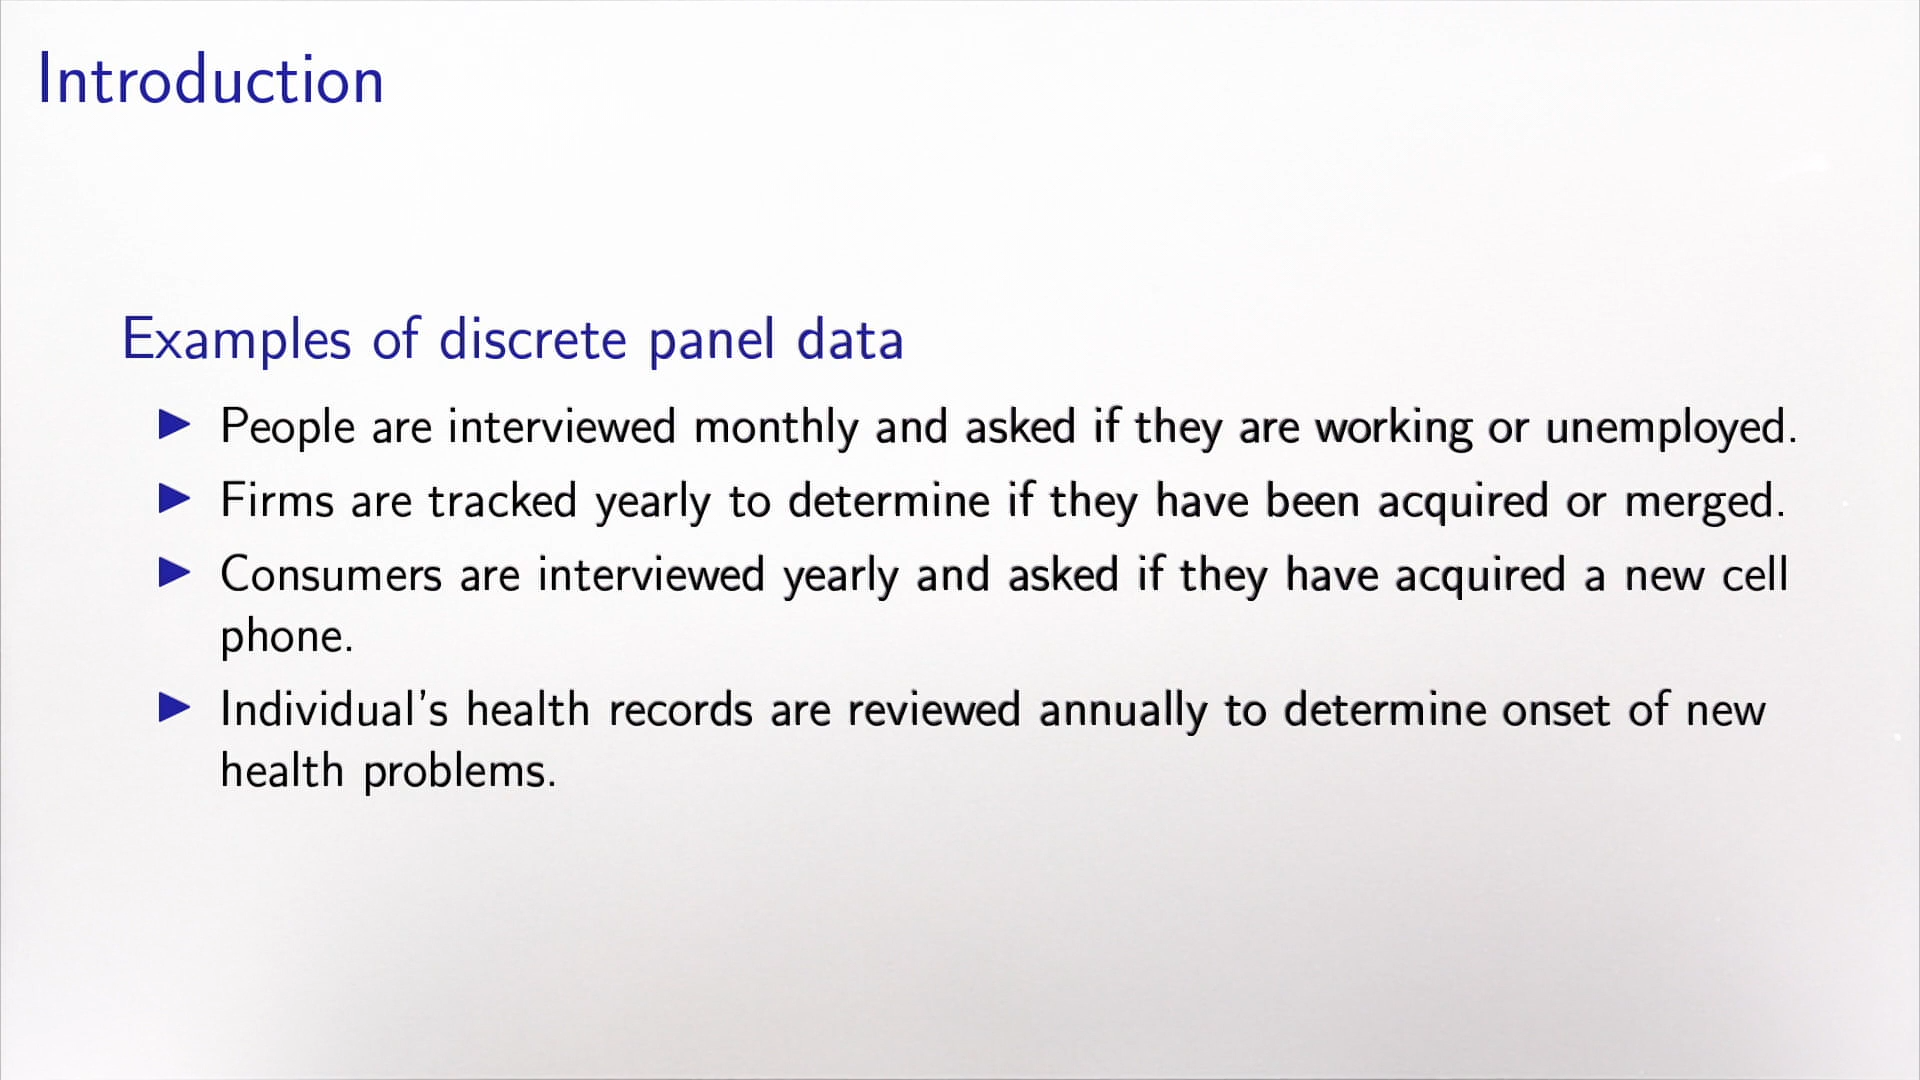 Introduction
Examples of discrete panel data
People are interviewed monthly and asked if they are working or unemployed.
Firms are tracked yearly to determine if they have been acquired or merged.
Consumers are interviewed yearly and asked if they have acquired a new cell
phone.
Individual's health records are reviewed annually to determine onset of new
health problems.